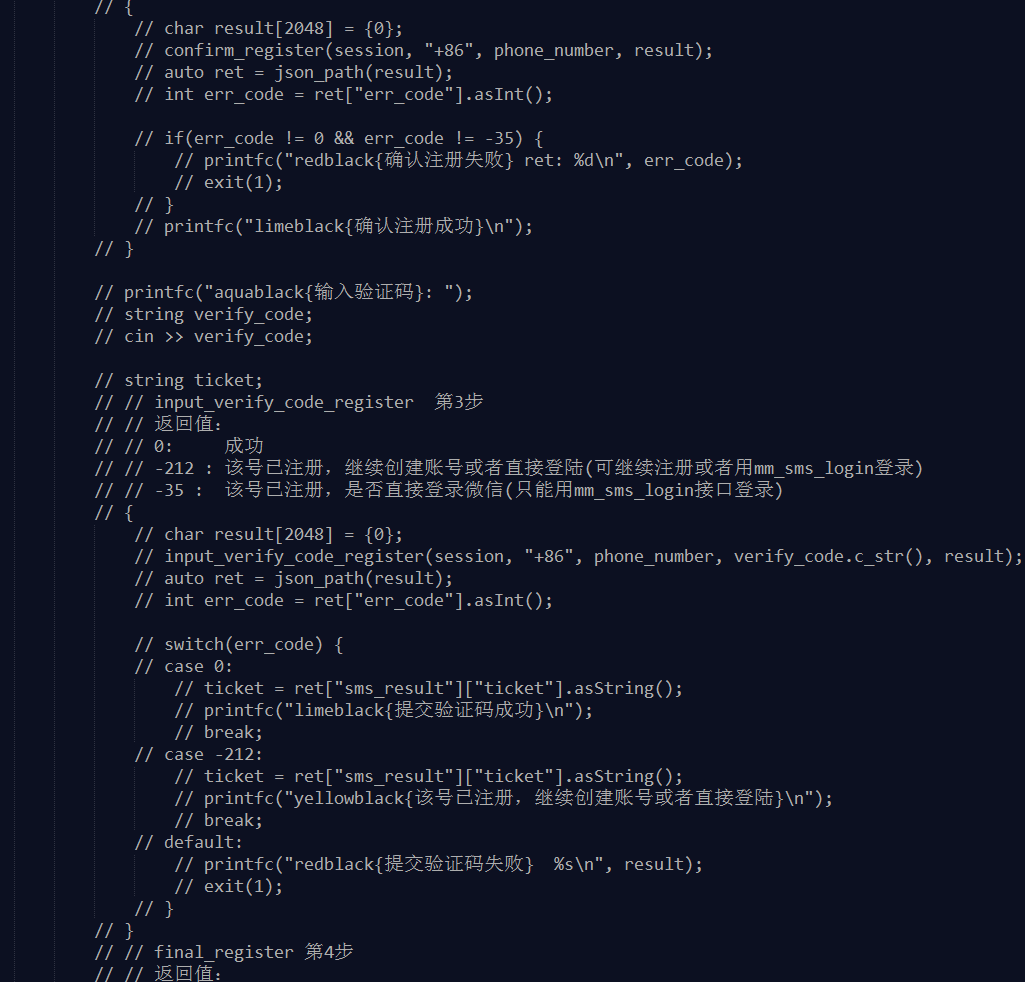 // {
// char result[2048] = {0};
// confirm_register(session, "+86", phone_number, result);
// auto ret = json_path(result);
// int err_code = ret["err_code"].asInt();
// if(err_code != 0 && err_code != -35) {
// printfc("redblack{确认注册失败} ret: %d\n", err_code);
// exit(1);
// }
// printfc("limeblack{确认注册成功}\n");
// }
// printfc("aquablack{输入验证码}: ");
// string verify_code;
// cin >> verify_code;
// string ticket;
// // input_verify_code_register  第3步
// // 返回值:
// // 0:     成功
// // -212 : 该号已注册，继续创建账号或者直接登陆(可继续注册或者用mm_sms_login登录)
// // -35 :  该号已注册，是否直接登录微信(只能用mm_sms_login接口登录)
// {
// char result[2048] = {0};
// input_verify_code_register(session, "+86", phone_number, verify_code.c_str(), result);
// auto ret = json_path(result);
// int err_code = ret["err_code"].asInt();
// switch(err_code) {
// case 0:
// ticket = ret["sms_result"]["ticket"].asString();
// printfc("limeblack{提交验证码成功}\n");
// break;
// case -212:
// ticket = ret["sms_result"]["ticket"].asString();
// printfc("yellowblack{该号已注册，继续创建账号或者直接登陆}\n");
// break;
// default:
// printfc("redblack{提交验证码失败}  %s\n", result);
// exit(1);
// }
// }
// // final_register 第4步
// // 返回值: